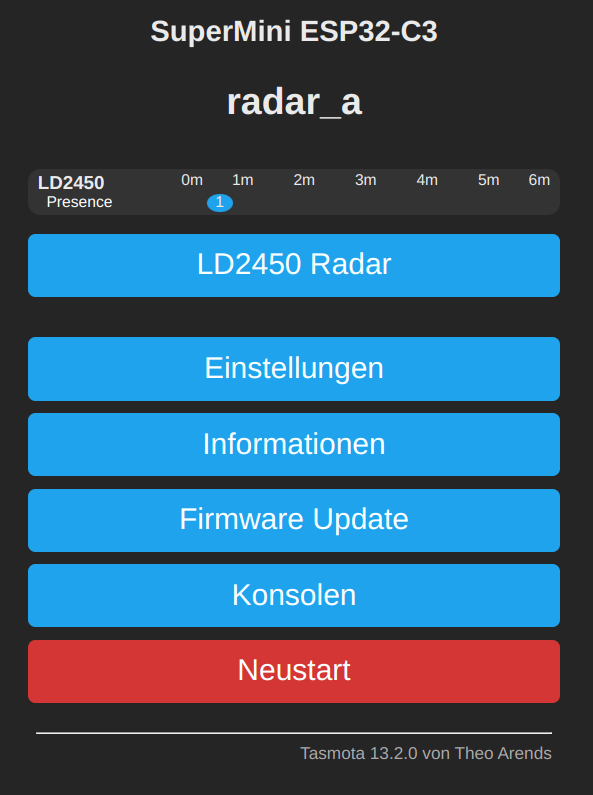 SuperMini ESP32-C3
radar_a
LD2450 0m 1m 2m 3m 4m 5m 6m
Presence 1
LD2450 Radar
Einstellungen
Informationen
Firmware Update
Konsolen
Neustart
Tasmota 13.2.0 von Theo Arends